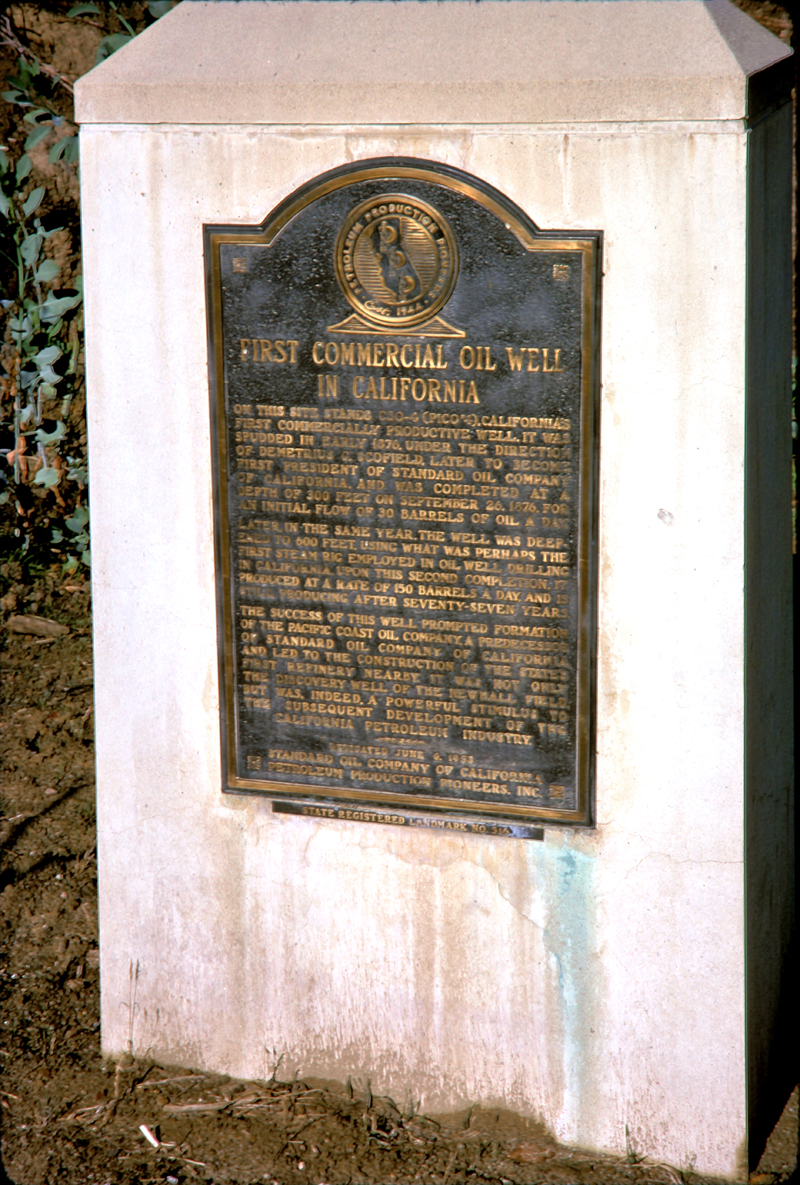 PETROLEUM PRODUCTION PIONEERS
1944
FIRST COMMERCIAL OIL WELL
IN CALIFORNIA
ON THIS SITE STANDS CSO-4 (PICO #4), CALIFORNIA'S
FIRST COMMERCIALLY PRODUCTIVE WELL. IT WAS
SPUDDED IN EARLY 1876, UNDER THE DIRECTION
OF DEMETRIUS G. SCOFIELD, LATER TO BECOME
FIRST PRESIDENT OF STANDARD OIL COMPANY
OF CALIFORNIA, AND WAS COMPLETED AT A
DEPTH OF 300 FEET ON SEPTEMBER 26, 1876, FOR
AN INITIAL FLOW OF 30 BARRELS OF OIL A DAY.
LATER IN THE SAME YEAR, THE WELL WAS DEEP-
ENED TO 600 FEET, USING WHAT WAS PERHAPS THE
FIRST STEAM RIG EMPLOYED IN OIL WELL DRILLING
IN CALIFORNIA. UPON THIS SECOND COMPLETION, IT
PRODUCED AT A RATE OF 150 BARRELS A DAY, AND IS
STILL PRODUCING AFTER SEVENTY-SEVEN YEARS.
THE SUCCESS OF THIS WELL PROMPTED FORMATION
OF THE PACIFIC COAST OIL COMPANY, A PREDECESSOR
OF STANDARD OIL COMPANY OF CALIFORNIA,
AND LED TO THE CONSTRUCTION OF THE STATE'S
FIRST REFINERY NEARBY. IT WAS NOT ONLY
THE DISCOVERY WELL OF THE NEWHALL FIELD,
BUT WAS, INDEED, A POWERFUL STIMULUS TO
THE SUBSEQUENT DEVELOPMENT OF THE
CALIFORNIA PETROLEUM INDUSTRY.
DEDICATED JUNE 6, 1953
STANDARD OIL COMPANY OF CALIFORNIA
PETROLEUM PRODUCTION PIONEERS, INC.
STATE REGISTERED LANDMARK NO.